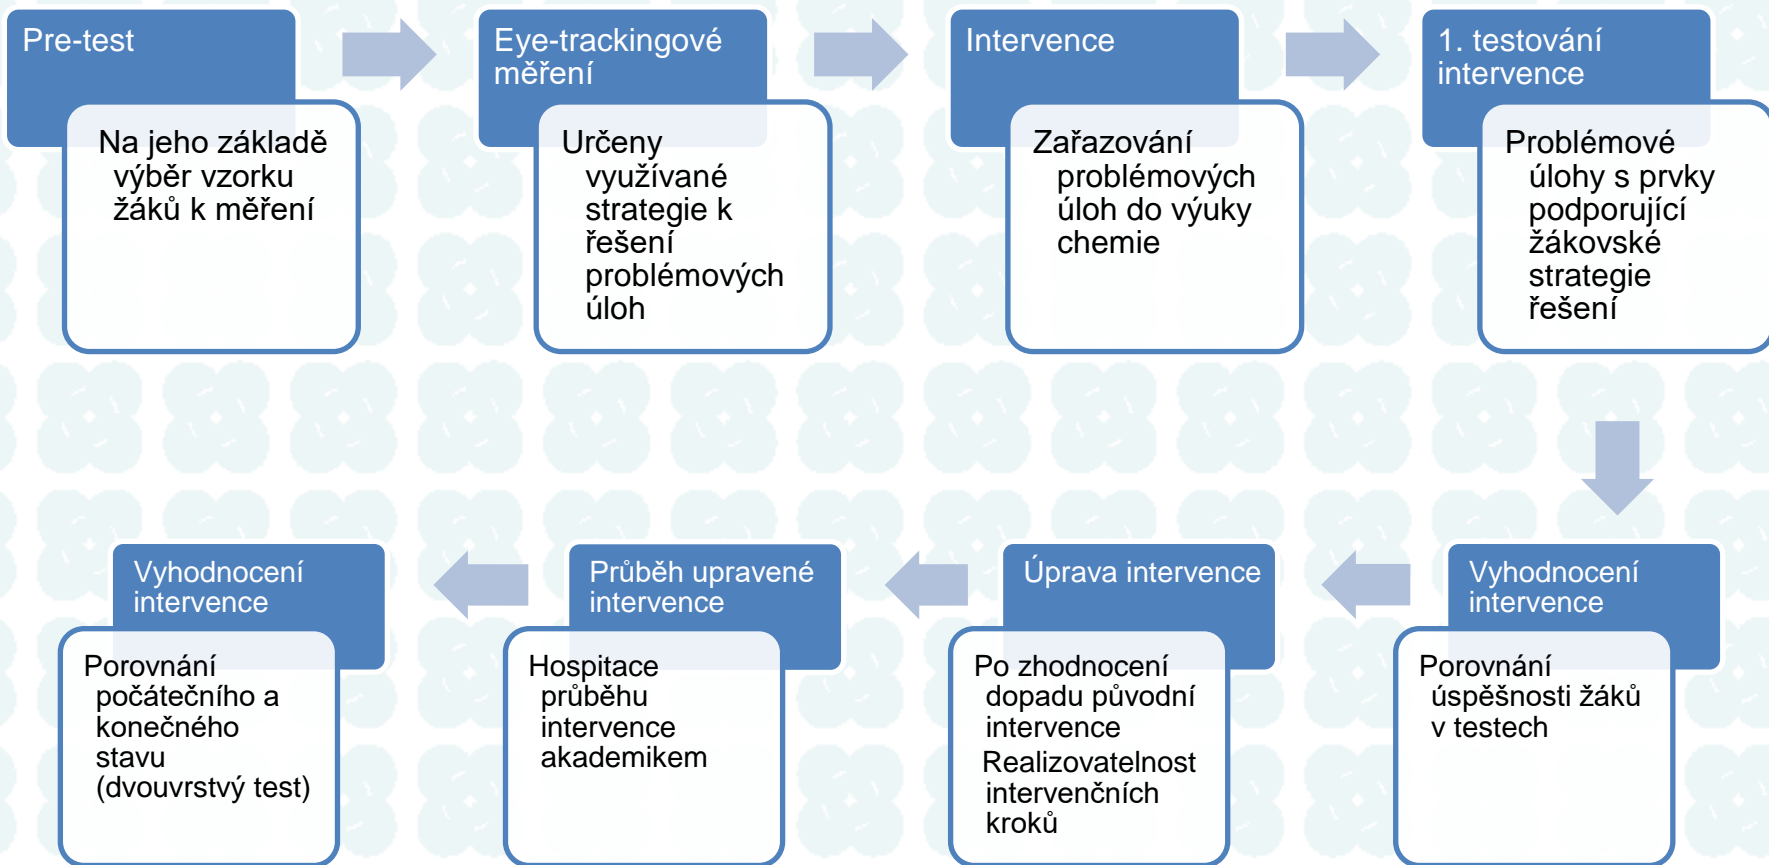 Pre-test
Na jeho základě
výběr vzorku
žáků k měření
Eye-trackingové
měření
Určeny
využívané
strategie k
řešení
problémových
úloh
Intervence
Zařazování
problémových
úloh do výuky
chemie
1. testování
intervence
Problémové
úlohy s prvky
podporující
žákovské
strategie
řešení
Vyhodnocení
intervence
Porovnání
úspěšnosti žáků
v testech
Úprava intervence
Po zhodnocení
dopadu původní
intervence
Realizovatelnost
intervenčních
kroků
Průběh upravené
intervence
Hospitace
průběhu
intervence
akademikem
Vyhodnocení
intervence
Porovnání
počátečního a
konečného
stavu
(dvouvrstvý test)